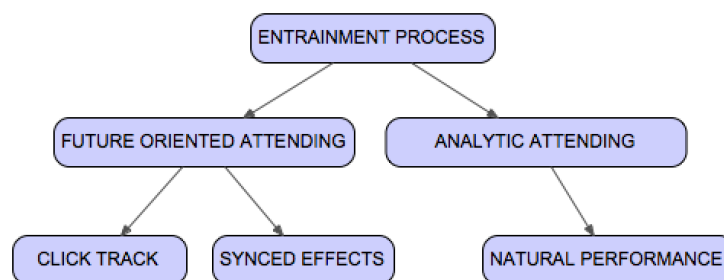 ENTRAINMENT PROCESS
FUTURE ORIENTED ATTENDING
ANALYTIC ATTENDING
CLICK TRACK
SYNCED EFFECTS
NATURAL PERFORMANCE